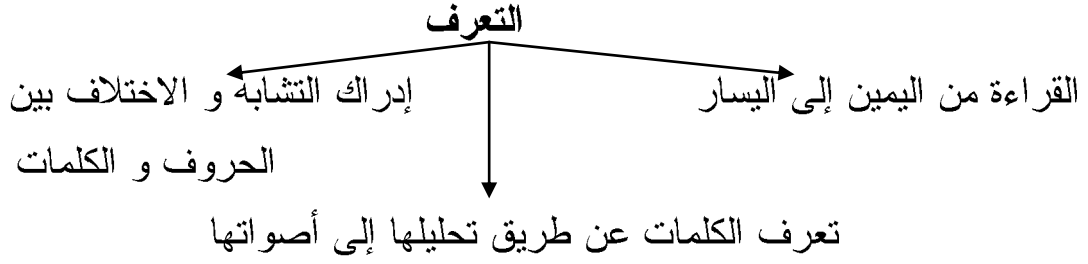 التعرف
القراءة من اليمين إلى اليسار
إدراك التشابه و الاختلاف بين
الحروف و الكلمات
تعرف الكلمات عن طريق تحليلها إلى أصواتها